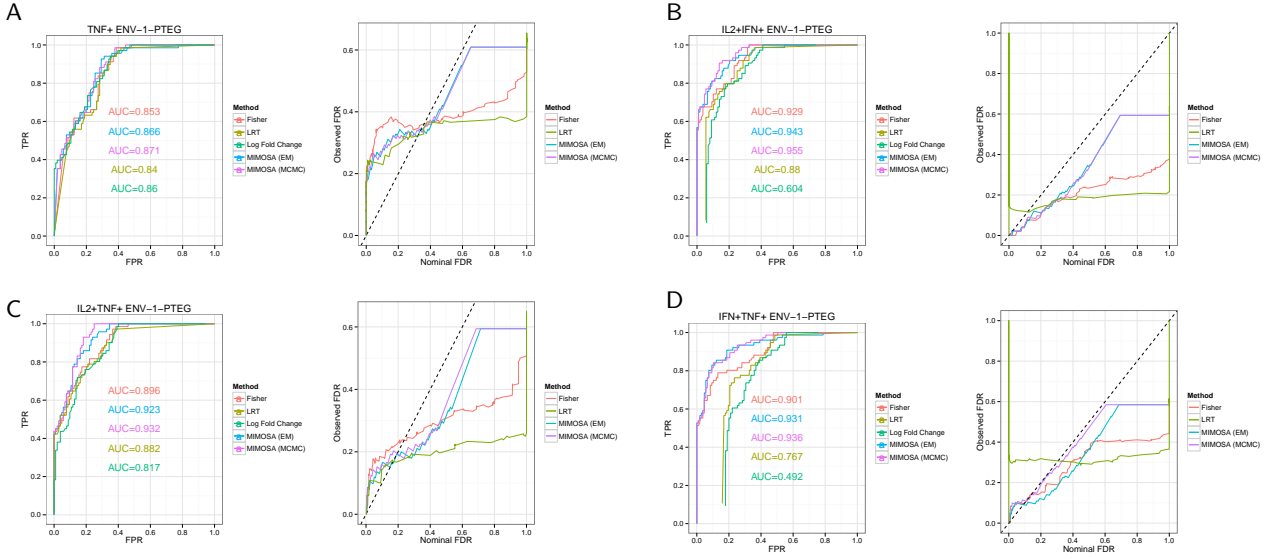 A
TNF+ ENV−1−PTEG
1.0
0.8
0.6
0.4
0.2
0.0
TPR
0.0 0.2 0.4 0.6 0.8 1.0
FPR
AUC=0.853
AUC=0.866
AUC=0.871
AUC=0.84
AUC=0.86
Method
Fisher
LRT
Log Fold Change
MIMOSA (EM)
MIMOSA (MCMC)
0.6
0.4
0.2
0.0
Observed FDR
0.0 0.2 0.4 0.6 0.8 1.0
Nominal FDR
Method
Fisher
LRT
MIMOSA (EM)
MIMOSA (MCMC)
B
IL2+IFN+ ENV−1−PTEG
1.0
0.8
0.6
0.4
0.2
0.0
TPR
0.0 0.2 0.4 0.6 0.8 1.0
FPR
AUC=0.929
AUC=0.943
AUC=0.955
AUC=0.88
AUC=0.604
Method
Fisher
LRT
Log Fold Change
MIMOSA (EM)
MIMOSA (MCMC)
1.0
0.8
0.6
0.4
0.2
0.0
Observed FDR
0.0 0.2 0.4 0.6 0.8 1.0
Nominal FDR
Method
Fisher
LRT
MIMOSA (EM)
MIMOSA (MCMC)
C
IL2+TNF+ ENV−1−PTEG
1.0
0.8
0.6
0.4
0.2
0.0
TPR
0.0 0.2 0.4 0.6 0.8 1.0
FPR
AUC=0.896
AUC=0.923
AUC=0.932
AUC=0.882
AUC=0.817
Method
Fisher
LRT
Log Fold Change
MIMOSA (EM)
MIMOSA (MCMC)
0.6
0.4
0.2
0.0
Observed FDR
0.0 0.2 0.4 0.6 0.8 1.0
Nominal FDR
Method
Fisher
LRT
MIMOSA (EM)
MIMOSA (MCMC)
D
IFN+TNF+ ENV−1−PTEG
1.0
0.8
0.6
0.4
0.2
0.0
TPR
0.0 0.2 0.4 0.6 0.8 1.0
FPR
AUC=0.901
AUC=0.931
AUC=0.936
AUC=0.767
AUC=0.492
Method
Fisher
LRT
Log Fold Change
MIMOSA (EM)
MIMOSA (MCMC)
1.0
0.8
0.6
0.4
0.2
0.0
Observed FDR
0.0 0.2 0.4 0.6 0.8 1.0
Nominal FDR
Method
Fisher
LRT
MIMOSA (EM)
MIMOSA (MCMC)